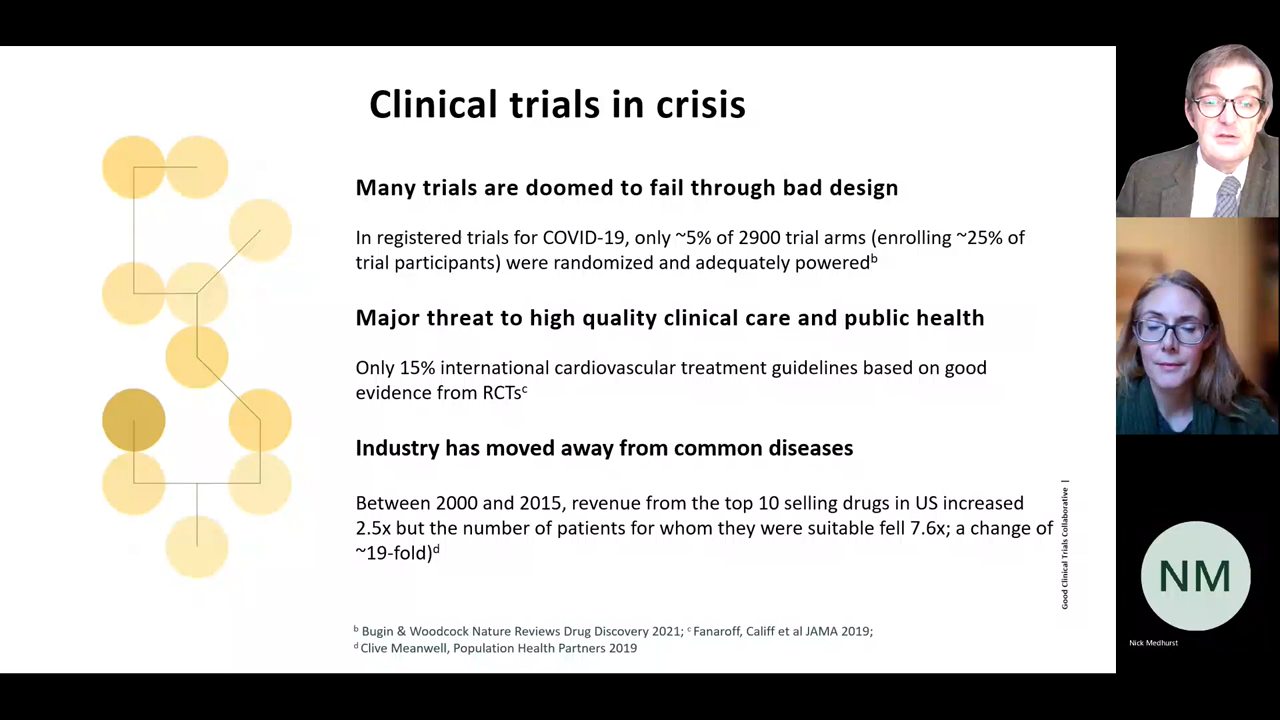 Clinical trials in crisis
Many trials are doomed to fail through bad design
In registered trials for COVID-19, only ~5% of 2900 trial arms (enrolling ~25% of
trial participants) were randomized and adequately poweredᵇ
Major threat to high quality clinical care and public health
Only 15% international cardiovascular treatment guidelines based on good
evidence from RCTsᶜ
Industry has moved away from common diseases
Between 2000 and 2015, revenue from the top 10 selling drugs in US increased
2.5x but the number of patients for whom they were suitable fell 7.6x; a change of
~19-fold)ᵈ
ᵇ Bugin & Woodcock Nature Reviews Drug Discovery 2021; ᶜ Fanaroff, Califf et al JAMA 2019;
ᵈ Clive Meanwell, Population Health Partners 2019
Good Clinical Trials Collaborative |
NM
Nick Medhurst